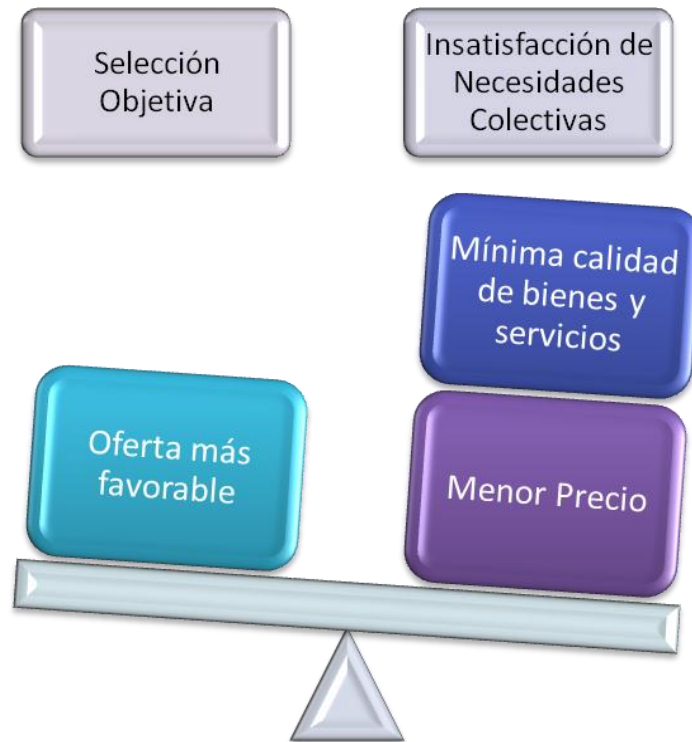 Selección
Objetiva
Insatisfacción de
Necesidades
Colectivas
Mínima calidad
de bienes y
servicios
Oferta más
favorable
Menor Precio